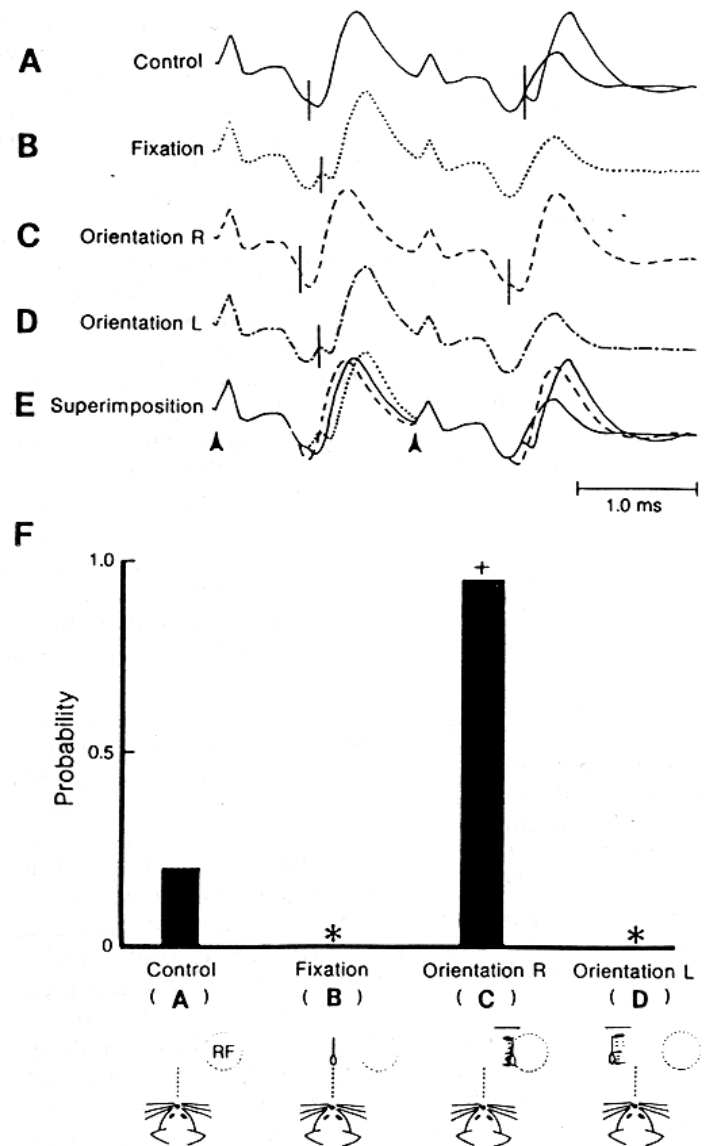 A Control
B Fixation
C Orientation R
D Orientation L
E Superimposition
1.0 ms
F
1.0
+
0.5
Probability
0
* *
Control Fixation Orientation R Orientation L
( A ) ( B ) ( C ) ( D )
RF